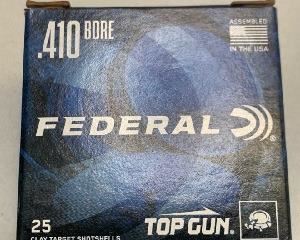 .410 BORE
ASSEMBLED
IN THE USA
FEDERAL®
25
CLAY TARGET SHOTSHELLS
TOP GUN®